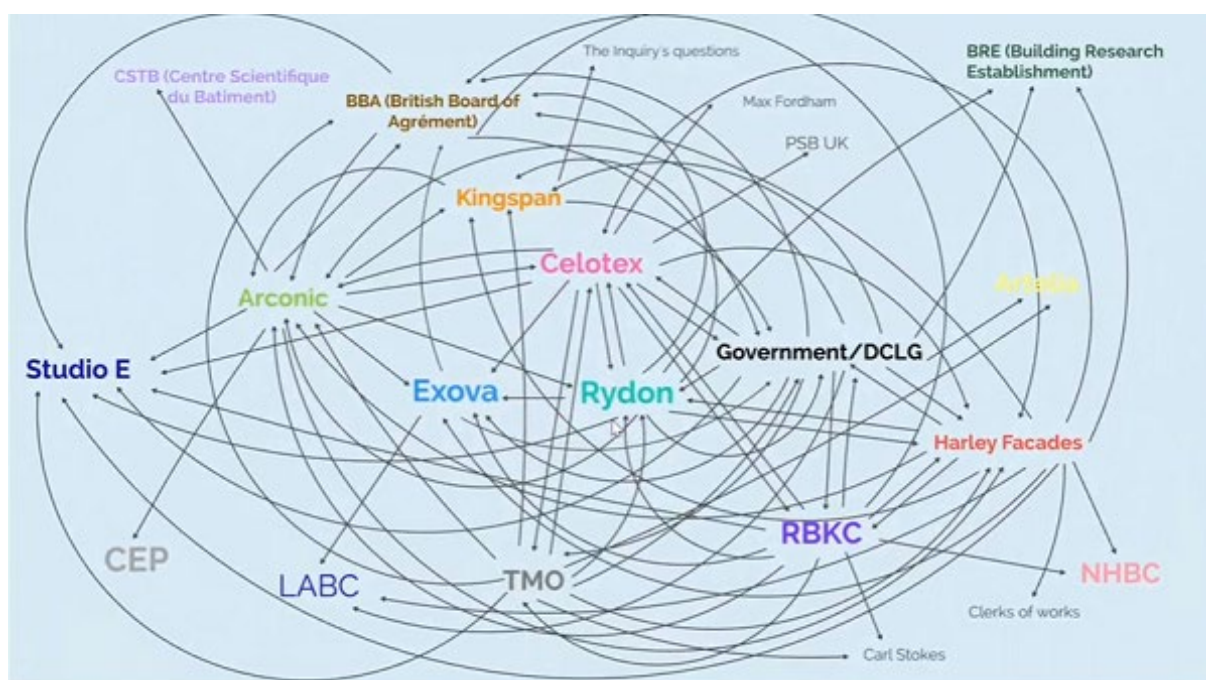 The Inquiry's questions
BRE (Building Research
Establishment)
CSTB (Centre Scientifique
du Batiment)
BBA (British Board of
Agrément)
Max Fordham
PSB UK
Kingspan
Celotex
Arconic
Artelia
Government/DCLG
Studio E
Exova
Rydon
Harley Facades
RBKC
CEP
LABC
TMO
NHBC
Clerks of works
Carl Stokes